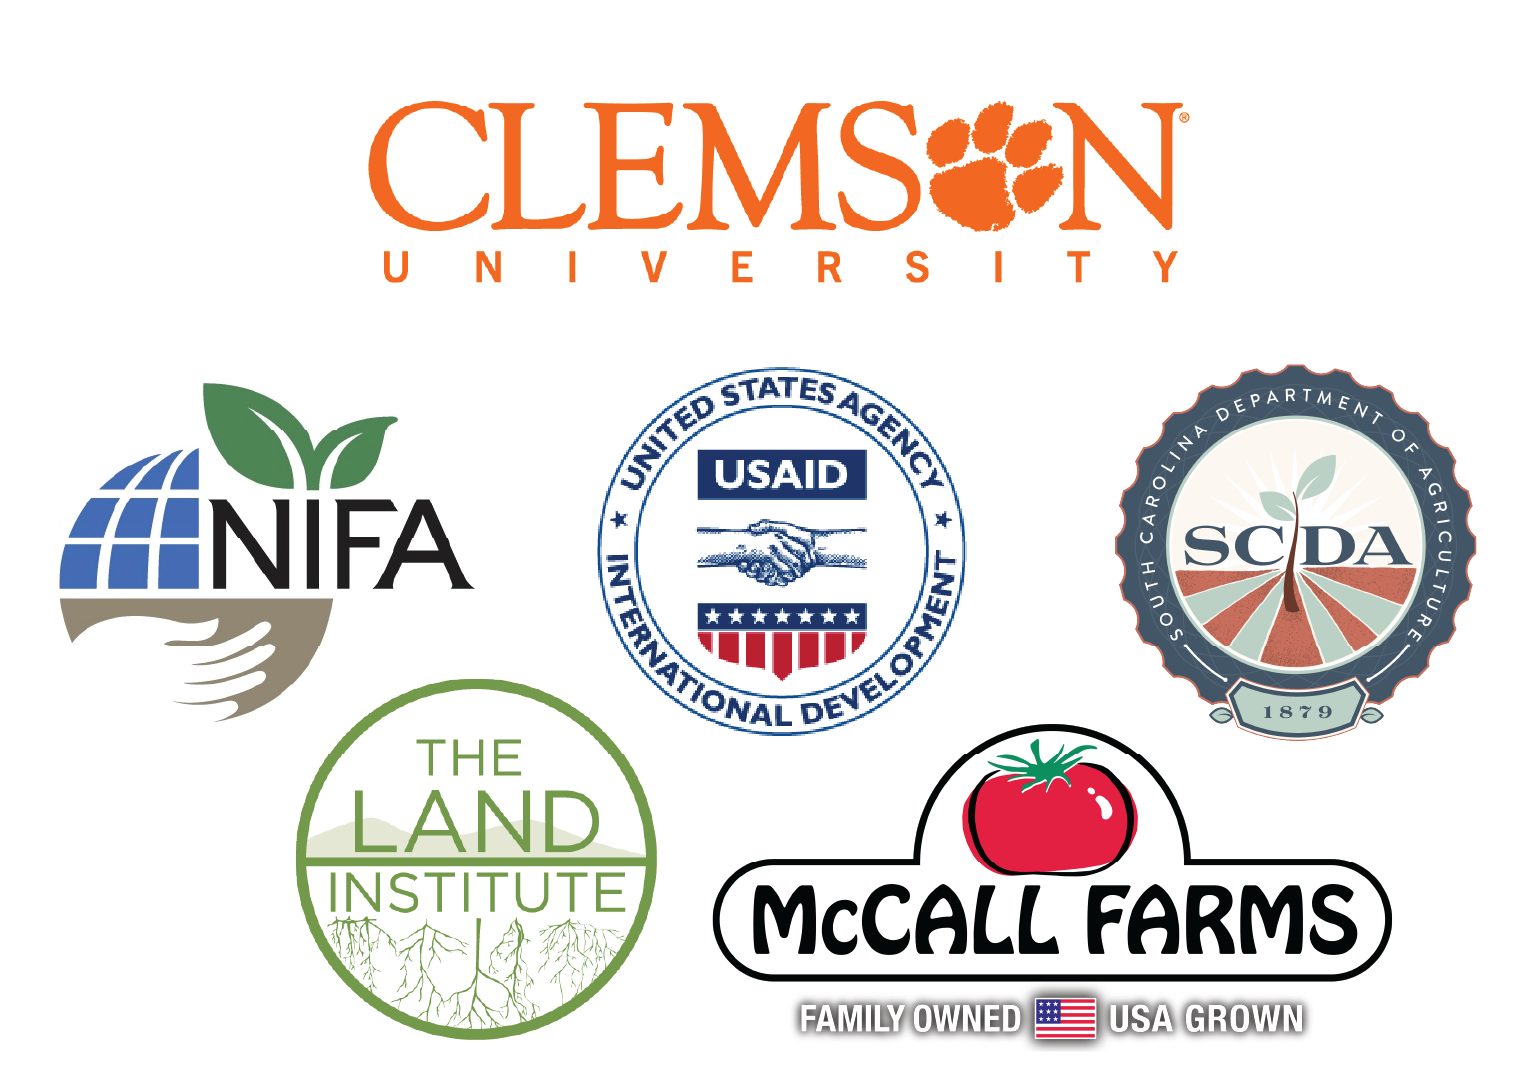 CLEMSON®
UNIVERSITY
NIFA
UNITED STATES AGENCY
USAID
INTERNATIONAL DEVELOPMENT
SOUTH CAROLINA DEPARTMENT OF AGRICULTURE
SCDA
1879
THE
LAND
INSTITUTE
McCALL FARMS
FAMILY OWNED USA GROWN